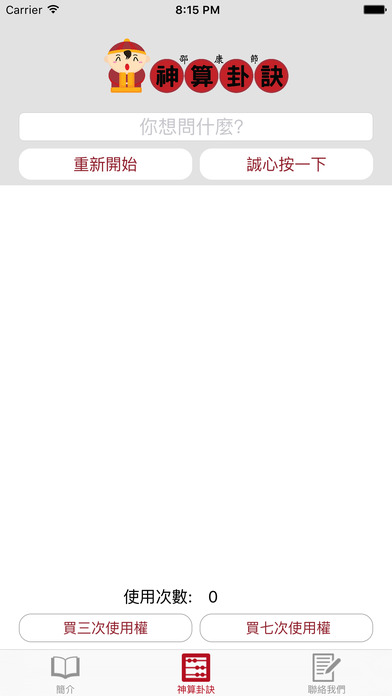 Carrier 8:15 PM
邵康節
神算卦訣
你想問什麼?
重新開始 誠心按一下
使用次數: 0
買三次使用權 買七次使用權
簡介 神算卦訣 聯絡我們